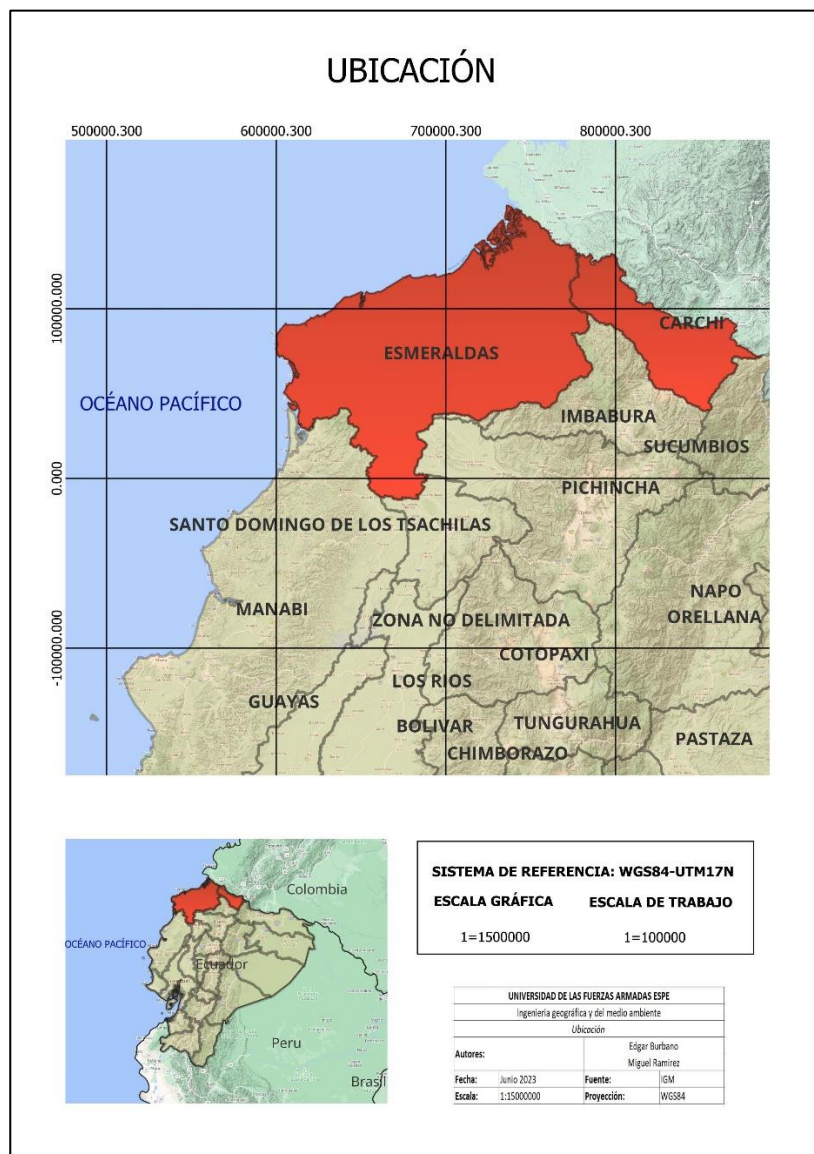 UBICACIÓN
500000.300 600000.300 700000.300 800000.300
100000.000
0.000
-100000.000
CARCHI
ESMERALDAS
OCÉANO PACÍFICO
IMBABURA
SUCUMBIOS
PICHINCHA
SANTO DOMINGO DE LOS TSACHILAS
NAPO
MANABI
ZONA NO DELIMITADA
ORELLANA
COTOPAXI
LOS RIOS
GUAYAS
BOLIVAR
TUNGURAHUA
CHIMBORAZO
PASTAZA
Colombia
OCÉANO PACÍFICO
Ecuador
Peru
Brasil
SISTEMA DE REFERENCIA: WGS84-UTM17N
ESCALA GRÁFICA ESCALA DE TRABAJO
1=1500000 1=100000
UNIVERSIDAD DE LAS FUERZAS ARMADAS ESPE
Ingenieria geográfica y del medio ambiente
Ubicación
Autores: Edgar Burbano
Miguel Ramirez
Fecha: Junio 2023 Fuente: IGM
Escala: 1:15000000 Proyección: WGS84